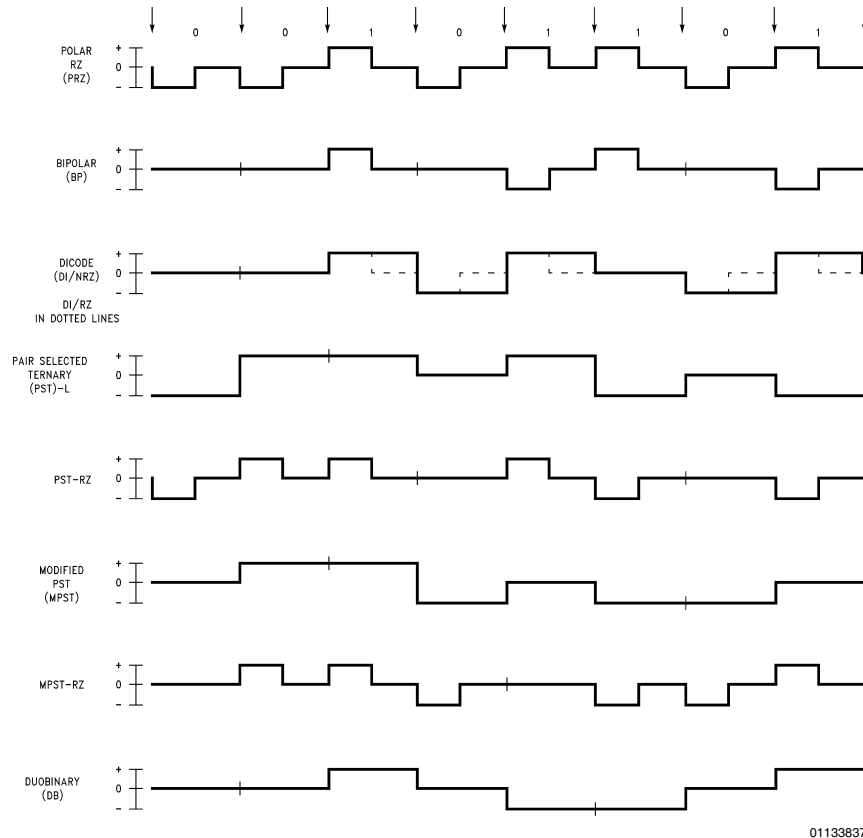 0 0 1 0 1 1 0 1
POLAR
RZ
(PRZ)
+
0
−
BIPOLAR
(BP)
+
0
−
DICODE
(DI/NRZ)
DI/RZ
IN DOTTED LINES
+
0
−
PAIR SELECTED
TERNARY
(PST)−L
+
0
−
PST−RZ
+
0
−
MODIFIED
PST
(MPST)
+
0
−
MPST−RZ
+
0
−
DUOBINARY
(DB)
+
0
−
01133837